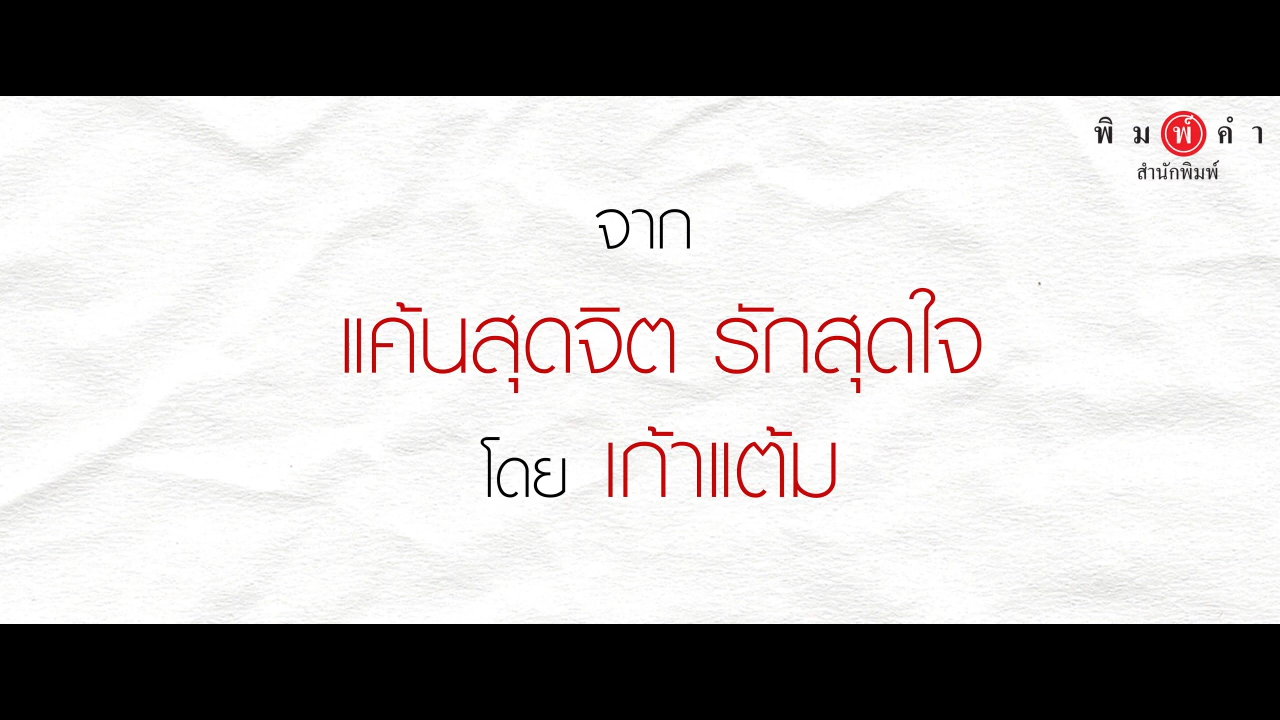 พิมพ์คำ
สำนักพิมพ์
จาก
แค้นสุดจิต รักสุดใจ
โดย เก้าแต้ม